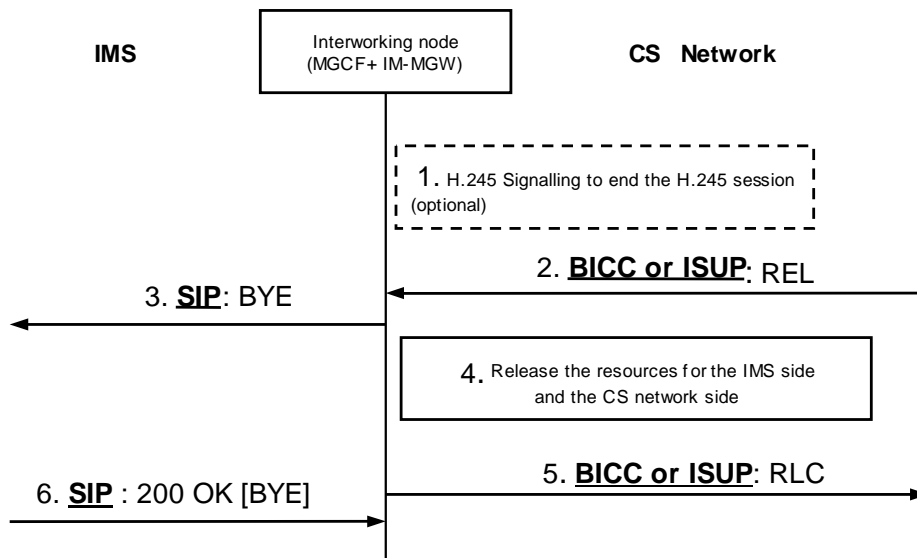 IMS
Interworking node
(MGCF+ IM-MGW)
CS Network
1. H.245 Signalling to end the H.245 session
(optional)
2. BICC or ISUP: REL
3. SIP: BYE
4. Release the resources for the IMS side
and the CS network side
5. BICC or ISUP: RLC
6. SIP : 200 OK [BYE]